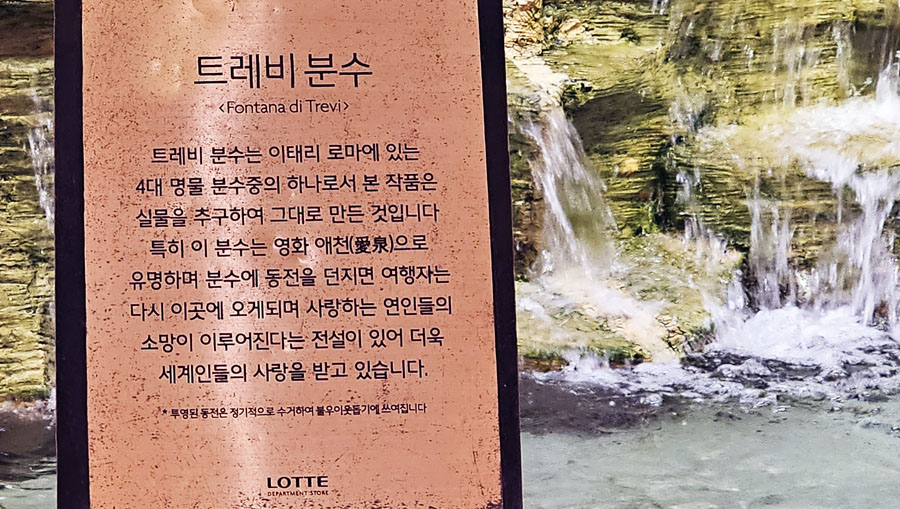 트레비 분수
<Fontana di Trevi>
트레비 분수는 이태리 로마에 있는
4대 명물 분수중의 하나로서 본 작품은
실물을 추구하여 그대로 만든 것입니다
특히 이 분수는 영화 애천(愛泉)으로
유명하며 분수에 동전을 던지면 여행자는
다시 이곳에 오게되며 사랑하는 연인들의
소망이 이루어진다는 전설이 있어 더욱
세계인들의 사랑을 받고 있습니다.
* 투영된 동전은 정기적으로 수거하여 불우이웃돕기에 쓰여집니다
LOTTE
DEPARTMENT STORE